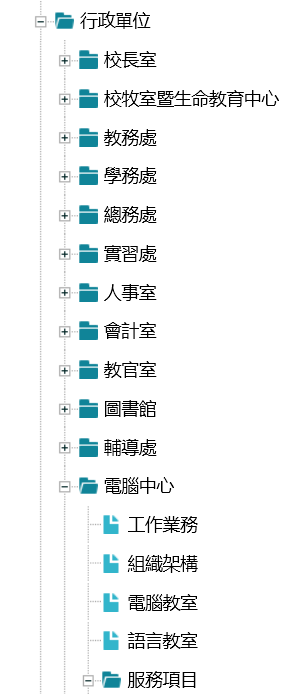 行政單位
校長室
校牧室暨生命教育中心
教務處
學務處
總務處
實習處
人事室
會計室
教官室
圖書館
輔導處
電腦中心
工作業務
組織架構
電腦教室
語言教室
服務項目